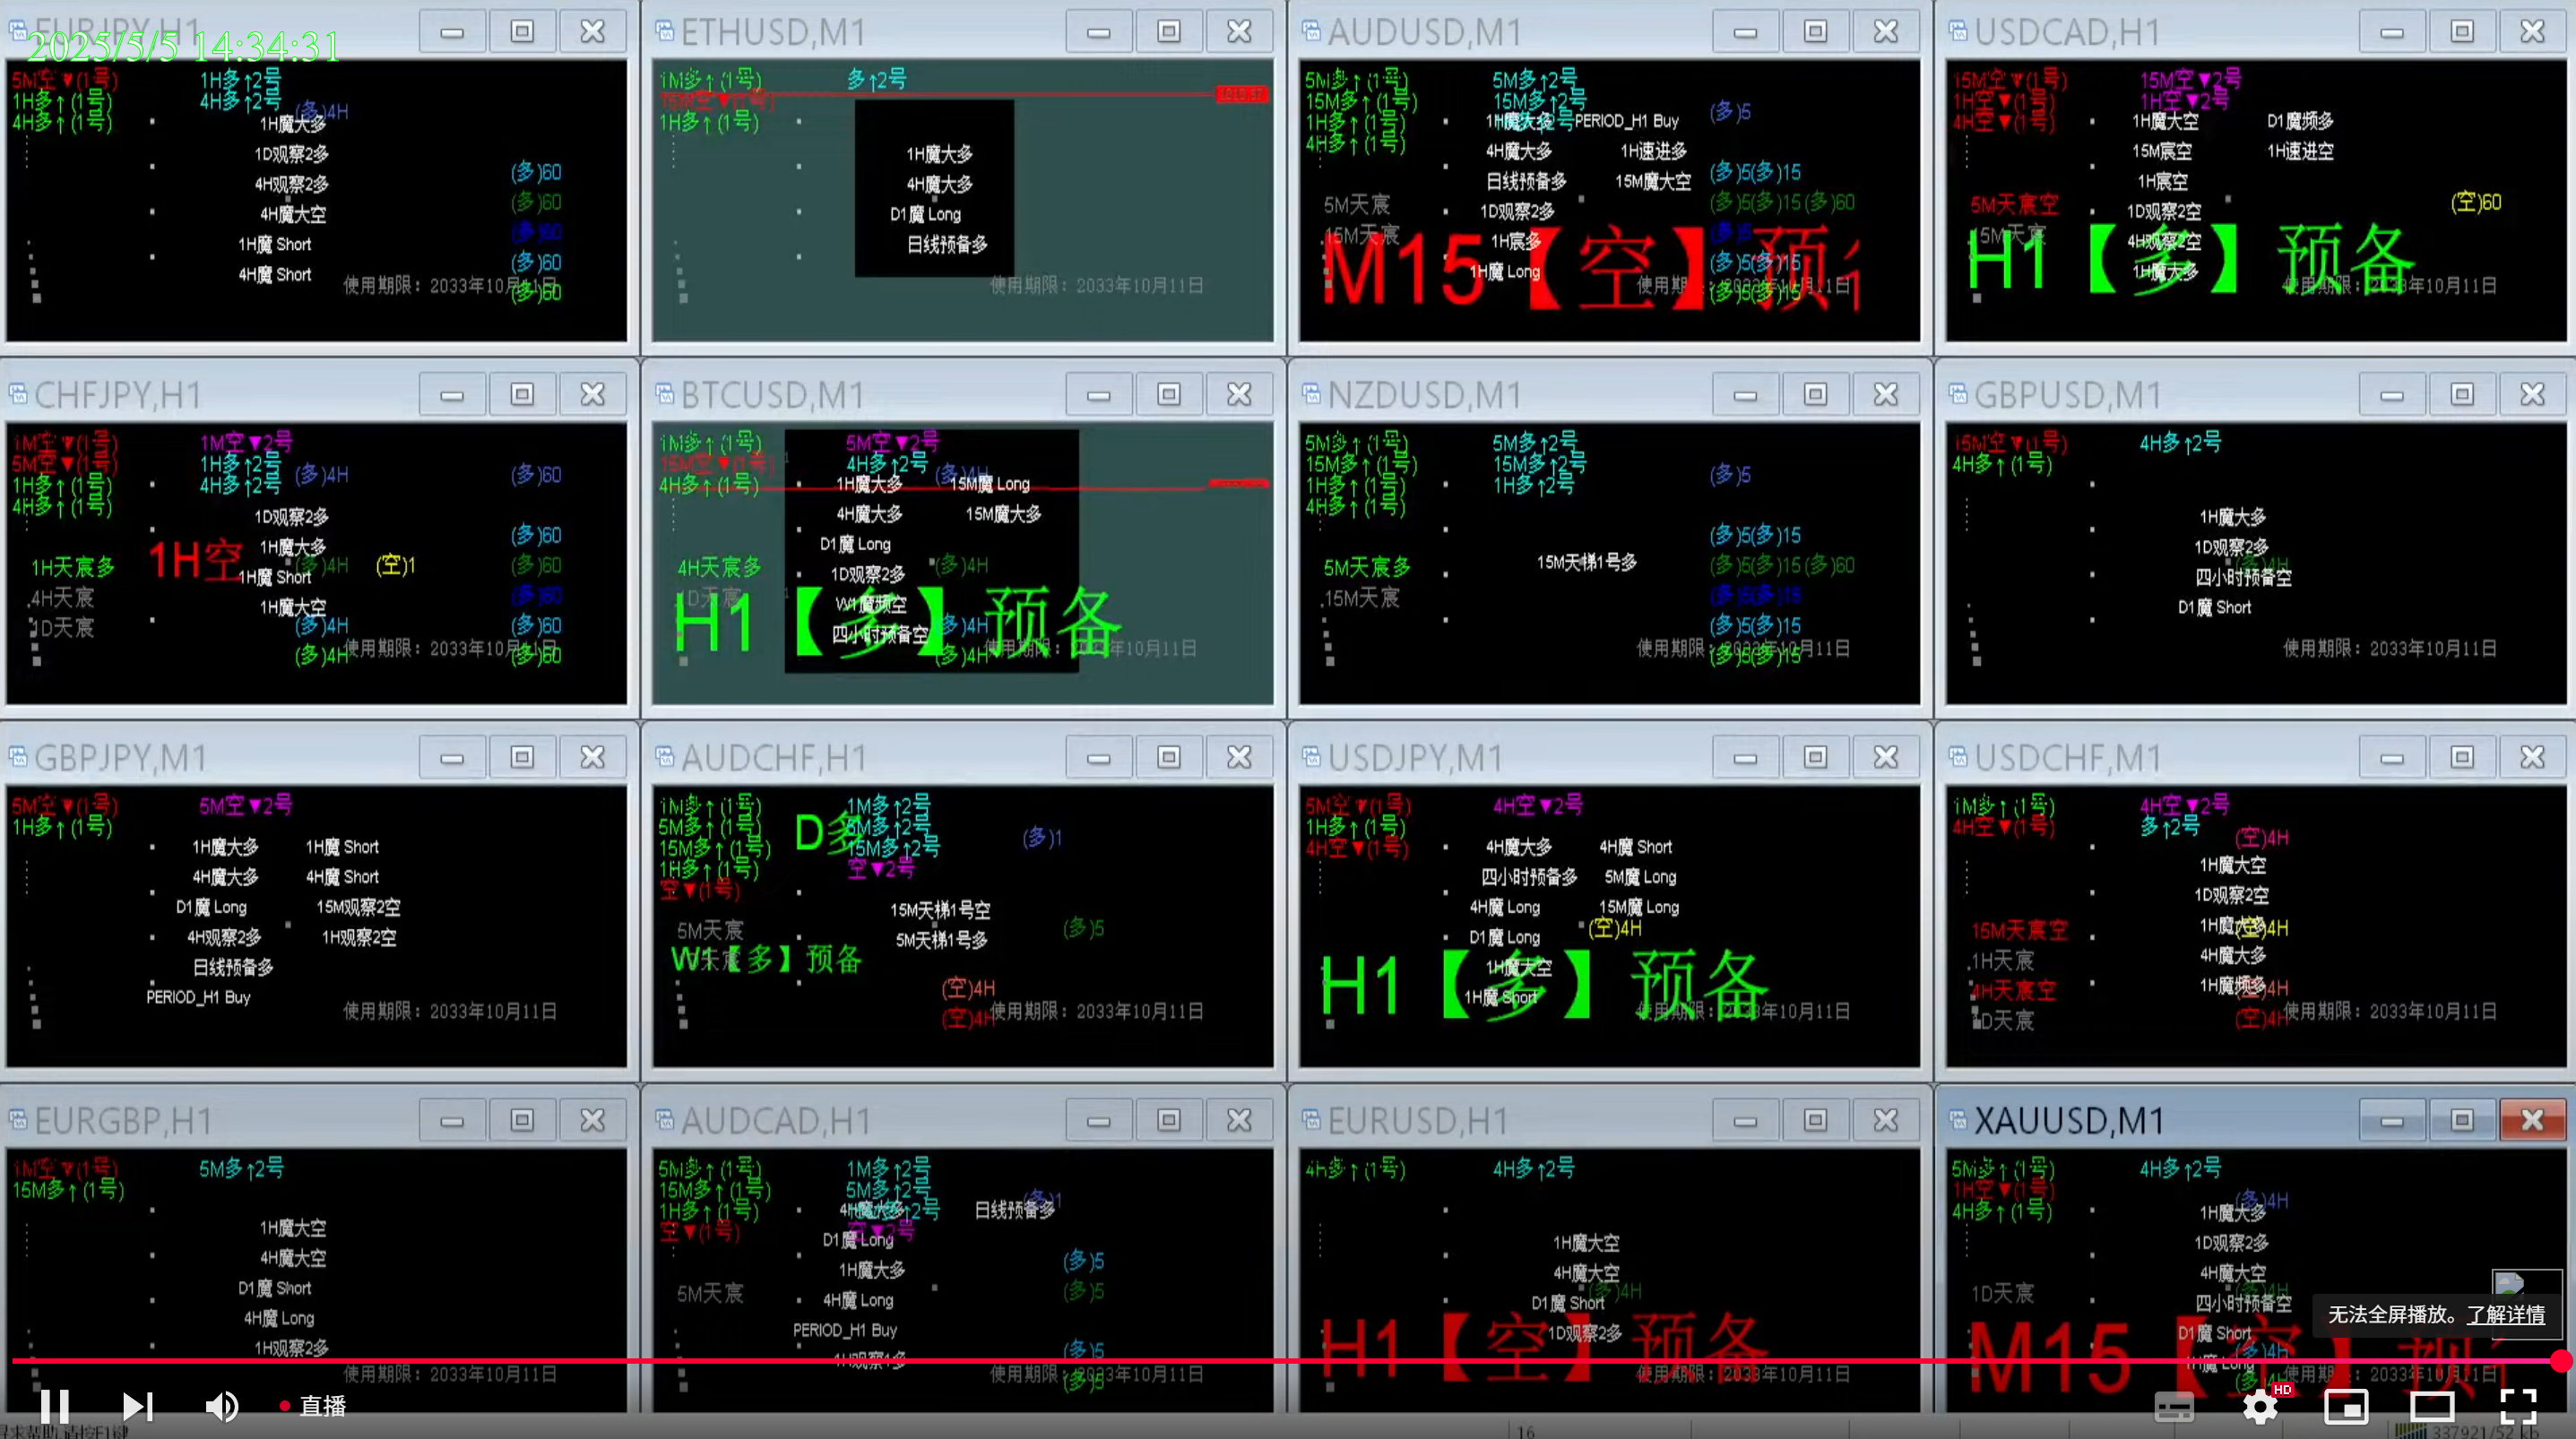 EURJPY,H1
2025/5/5 14:34:31
5M空▼(1号) 1H多↑2号
1H多↑(1号) 4H多↑2号
4H多↑(1号) (多)4H
1H魔大多
1D观察2多
4H观察2多 (多)60
4H魔大空 (多)60
1H魔 Short (多)60
4H魔 Short (多)60
使用期限：2033年10月11日
(多)60
ETHUSD,M1
1M多↑(1号) 多↑2号
15M空▼(1号)
1H多↑(1号)
1H魔大多
4H魔大多
D1魔 Long
日线预备多
使用期限：2033年10月11日
AUDUSD,M1
5M多↑(1号) 5M多↑2号
15M多↑(1号) 15M多↑2号 (多)5
1H多↑(1号) 1H魔大多 PERIOD_H1 Buy
4H多↑(1号) 4H魔大多 1H速进多
日线预备多 15M魔大空 (多)5(多)15
5M天宸 1D观察2多 (多)5(多)15(多)60
15M天宸 1H宸多 (多)5
M15【空】预
1H魔 Long (多)5(多)15
(多)5(多)15
USDCAD,H1
15M空▼(1号) 15M空▼2号
1H空▼(1号) 1H空▼2号
4H空▼(1号) 1H魔大空 D1魔频多
15M宸空 1H速进空
1H宸空
5M天宸空 1D观察2空 (空)60
15M天宸 4H观察2空
H1【多】预备
1H魔大多
使用期限：2033年10月11日
CHFJPY,H1
1M空▼(1号) 1M空▼2号
5M空▼(1号) 1H多↑2号
1H多↑(1号) 4H多↑2号 (多)4H (多)60
4H多↑(1号)
1D观察2多 (多)60
1H空 1H魔大多
1H天宸多 (多)4H (空)1 (多)60
1H魔 Short
4H天宸 1H魔大空 (多)60
1D天宸 (多)4H (多)60
(多)4H 使用期限：2033年10月11日
(多)60
BTCUSD,M1
1M多↑(1号) 5M空▼2号
15M空▼(1号) 4H多↑2号
4H多↑(1号) 1H魔大多 (多)4H 15M魔 Long
4H魔大多 15M魔大多
D1魔 Long
4H天宸多 1D观察2多 (多)4H
1D天宸 W1魔频空
H1【多】预备
四小时预备空 (多)4H
(多)4H 使用期限：2033年10月11日
NZDUSD,M1
5M多↑(1号) 5M多↑2号
15M多↑(1号) 15M多↑2号
1H多↑(1号) 1H多↑2号 (多)5
4H多↑(1号)
(多)5(多)15
5M天宸多 15M天梯1号多 (多)5(多)15(多)60
15M天宸 (多)5(多)15
(多)5(多)15
使用期限：2033年10月11日
(多)5(多)15
GBPUSD,M1
15M空▼(1号) 4H多↑2号
4H多↑(1号)
1H魔大多
1D观察2多
(多)4H
四小时预备空
D1魔 Short
使用期限：2033年10月11日
GBPJPY,M1
5M空▼(1号) 5M空▼2号
1H多↑(1号)
1H魔大多 1H魔 Short
4H魔大多 4H魔 Short
D1魔 Long 15M观察2空
4H观察2多 1H观察2空
日线预备多
PERIOD_H1 Buy
使用期限：2033年10月11日
AUDCHF,H1
1M多↑(1号) 1M多↑2号
5M多↑(1号) D多 5M多↑2号
15M多↑(1号) 15M多↑2号 (多)1
1H多↑(1号) 空▼2号
空▼(1号)
15M天梯1号空
5M天宸 5M天梯1号多 (多)5
W1【多】预备
(空)4H
(空)4H 使用期限：2033年10月11日
USDJPY,M1
5M空▼(1号) 4H空▼2号
1H多↑(1号)
4H空▼(1号) 4H魔大多 4H魔 Short
四小时预备多 5M魔 Long
4H魔 Long 15M魔 Long
(空)4H
D1魔 Long
1H魔大空
H1【多】预备
1H魔 Short
使用期限：2033年10月11日
USDCHF,M1
1M多↑(1号) 4H空▼2号
4H空▼(1号) 多↑2号 (空)4H
1H魔大空
1D观察2空
15M天宸空 1H魔大多 (空)4H
1H天宸 4H魔大多
4H天宸空 1H魔频多 (空)4H
1D天宸 (空)4H
使用期限：2033年10月11日
EURGBP,H1
1M空▼(1号) 5M多↑2号
15M多↑(1号)
1H魔大空
4H魔大空
D1魔 Short
4H魔 Long
1H观察2多
使用期限：2033年10月11日
AUDCAD,H1
5M多↑(1号) 1M多↑2号
15M多↑(1号) 5M多↑2号 (多)1
1H多↑(1号) 4H魔大多 日线预备多
空▼(1号) 空▼2号
D1魔 Long
1H魔大多 (多)5
5M天宸 4H魔 Long (多)5
PERIOD_H1 Buy
1H观察1多 (多)5
使用期限：2033年10月11日
(多)5
EURUSD,H1
4H多↑(1号) 4H多↑2号
1H魔大空
4H魔大空
(多)4H
D1魔 Short
1D观察2多
H1【空】预备
使用期限：2033年10月11日
XAUUSD,M1
5M多↑(1号) 4H多↑2号
1H空▼(1号) (多)4H
4H多↑(1号) 1H魔大多
1D观察2多
4H魔大空
1D天宸 (多)4H
四小时预备空
D1魔 Short
M15【空】预
(多)4H
1H魔 Long
使用期限：2033年10月11日
无法全屏播放。了解详情
直播
HD
16
337921/52 kb